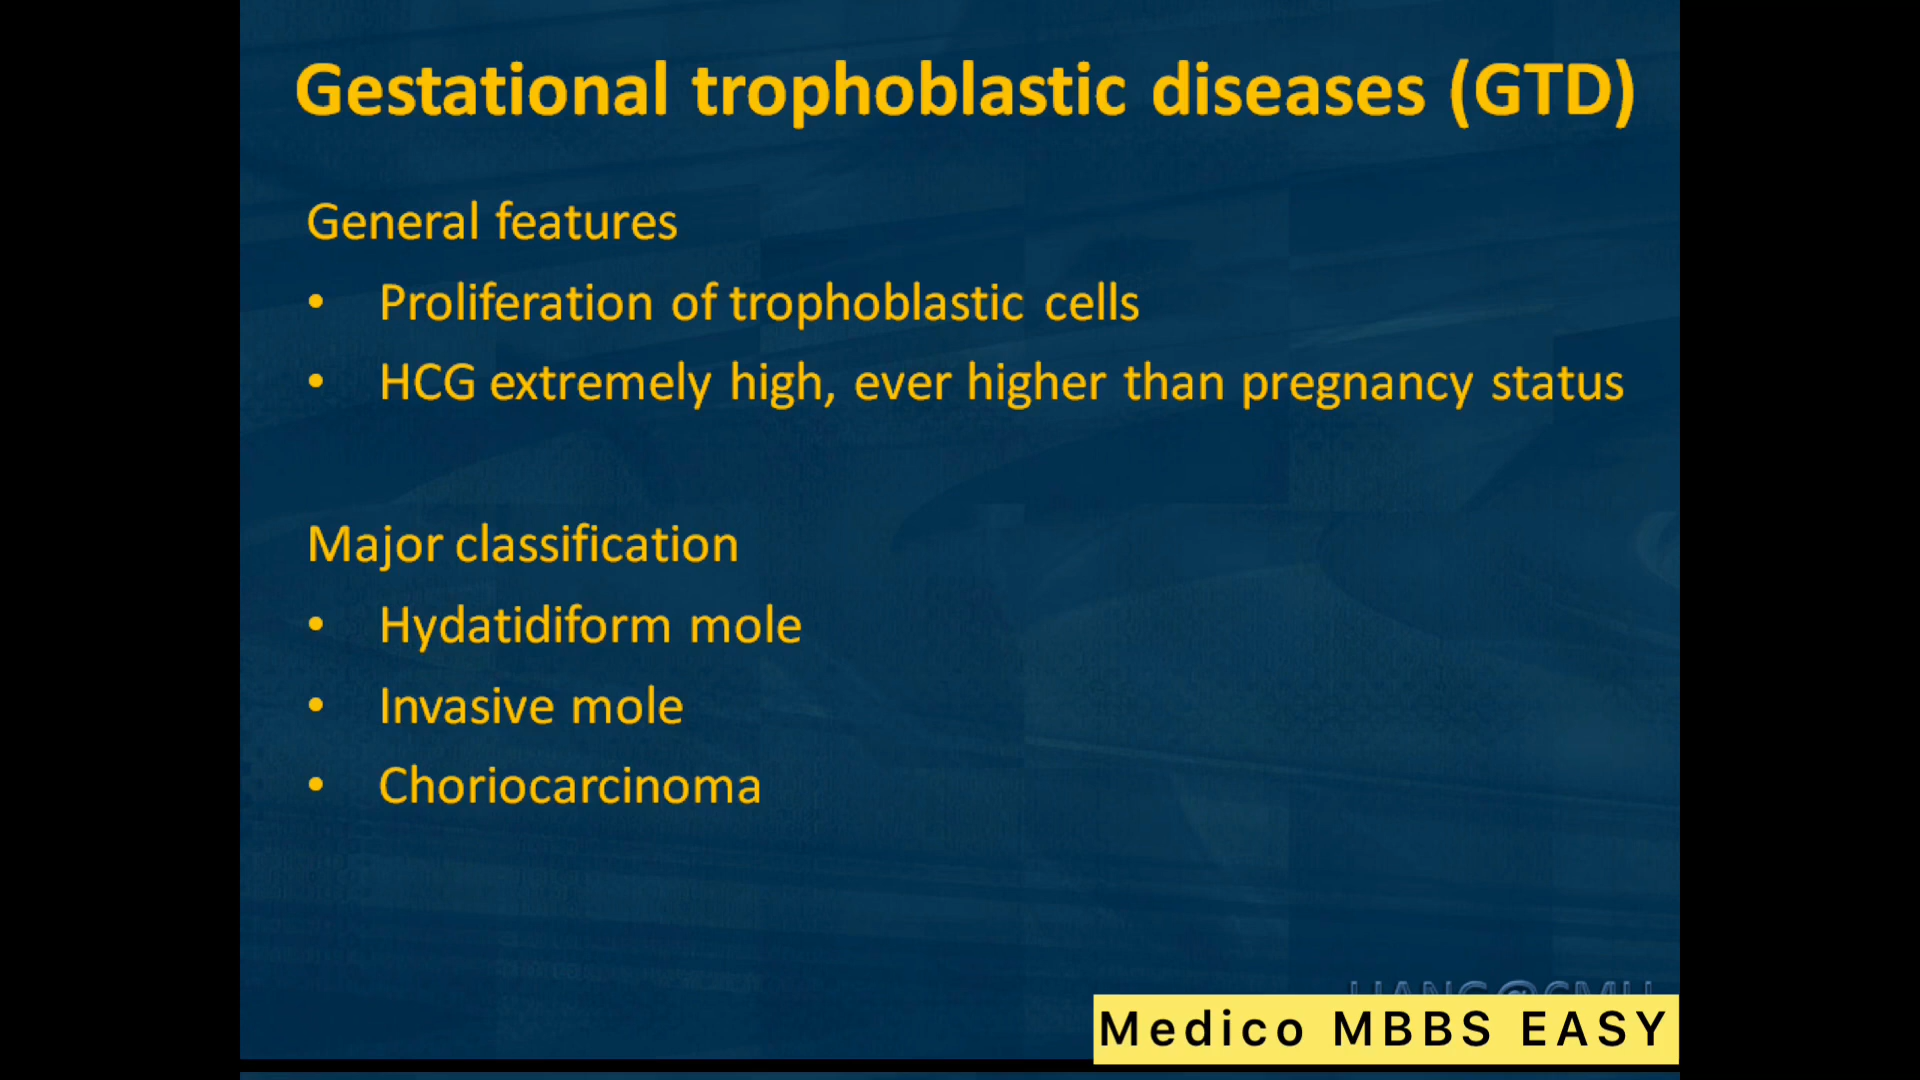 Gestational trophoblastic diseases (GTD)
General features
• Proliferation of trophoblastic cells
• HCG extremely high, ever higher than pregnancy status
Major classification
• Hydatidiform mole
• Invasive mole
• Choriocarcinoma
Medico MBBS EASY